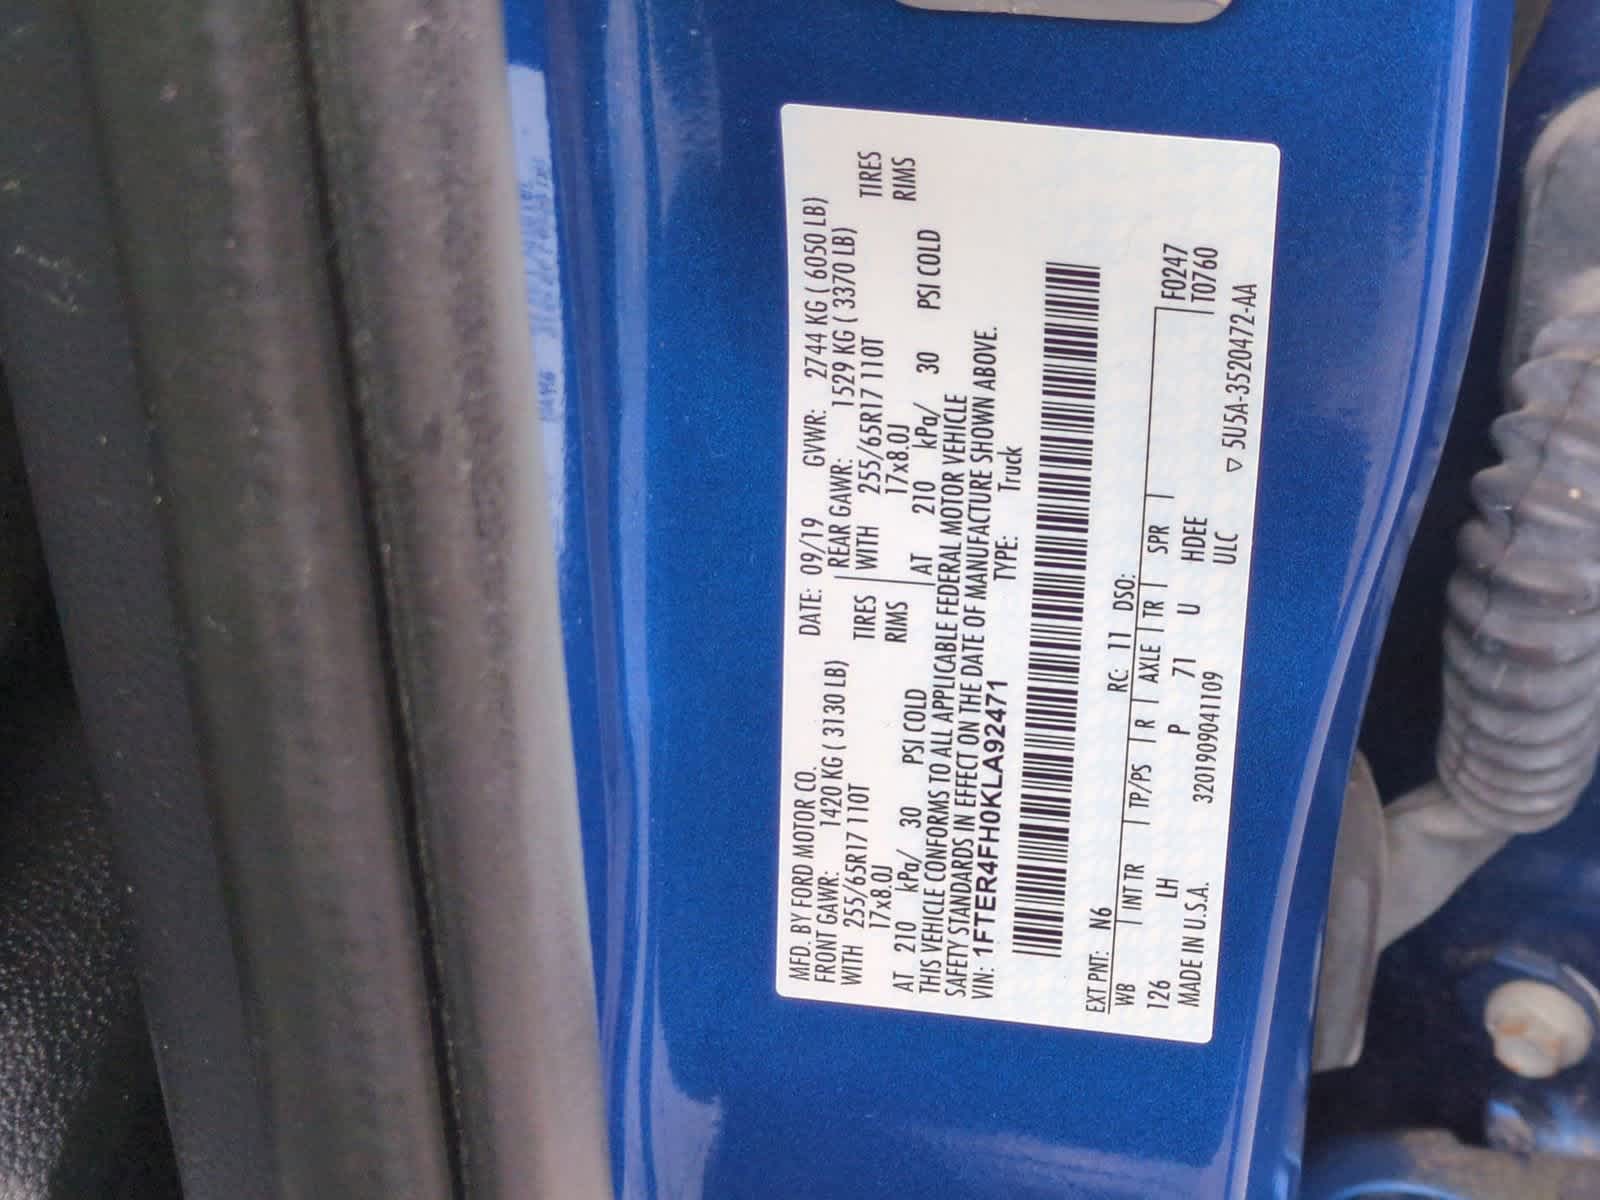 MFD. BY FORD MOTOR CO. DATE: 09/19 GVWR: 2744 KG ( 6050 LB)
FRONT GAWR: 1420 KG ( 3130 LB) REAR GAWR: 1529 KG ( 3370 LB)
WITH 255/65R17 110T TIRES WITH 255/65R17 110T TIRES
17x8.0J RIMS 17x8.0J RIMS
AT 210 kPa/ 30 PSI COLD AT 210 kPa/ 30 PSI COLD
THIS VEHICLE CONFORMS TO ALL APPLICABLE FEDERAL MOTOR VEHICLE
SAFETY STANDARDS IN EFFECT ON THE DATE OF MANUFACTURE SHOWN ABOVE.
VIN: 1FTER4FH0KLA92471 TYPE: Truck
EXT PNT: N6 RC: 11 DSO:
WB INT TR TP/PS R AXLE TR SPR F0247
126 LH P 71 U HDEE T0760
MADE IN U.S.A. 3201909041109 ULC ▽ 5U5A-3520472-AA